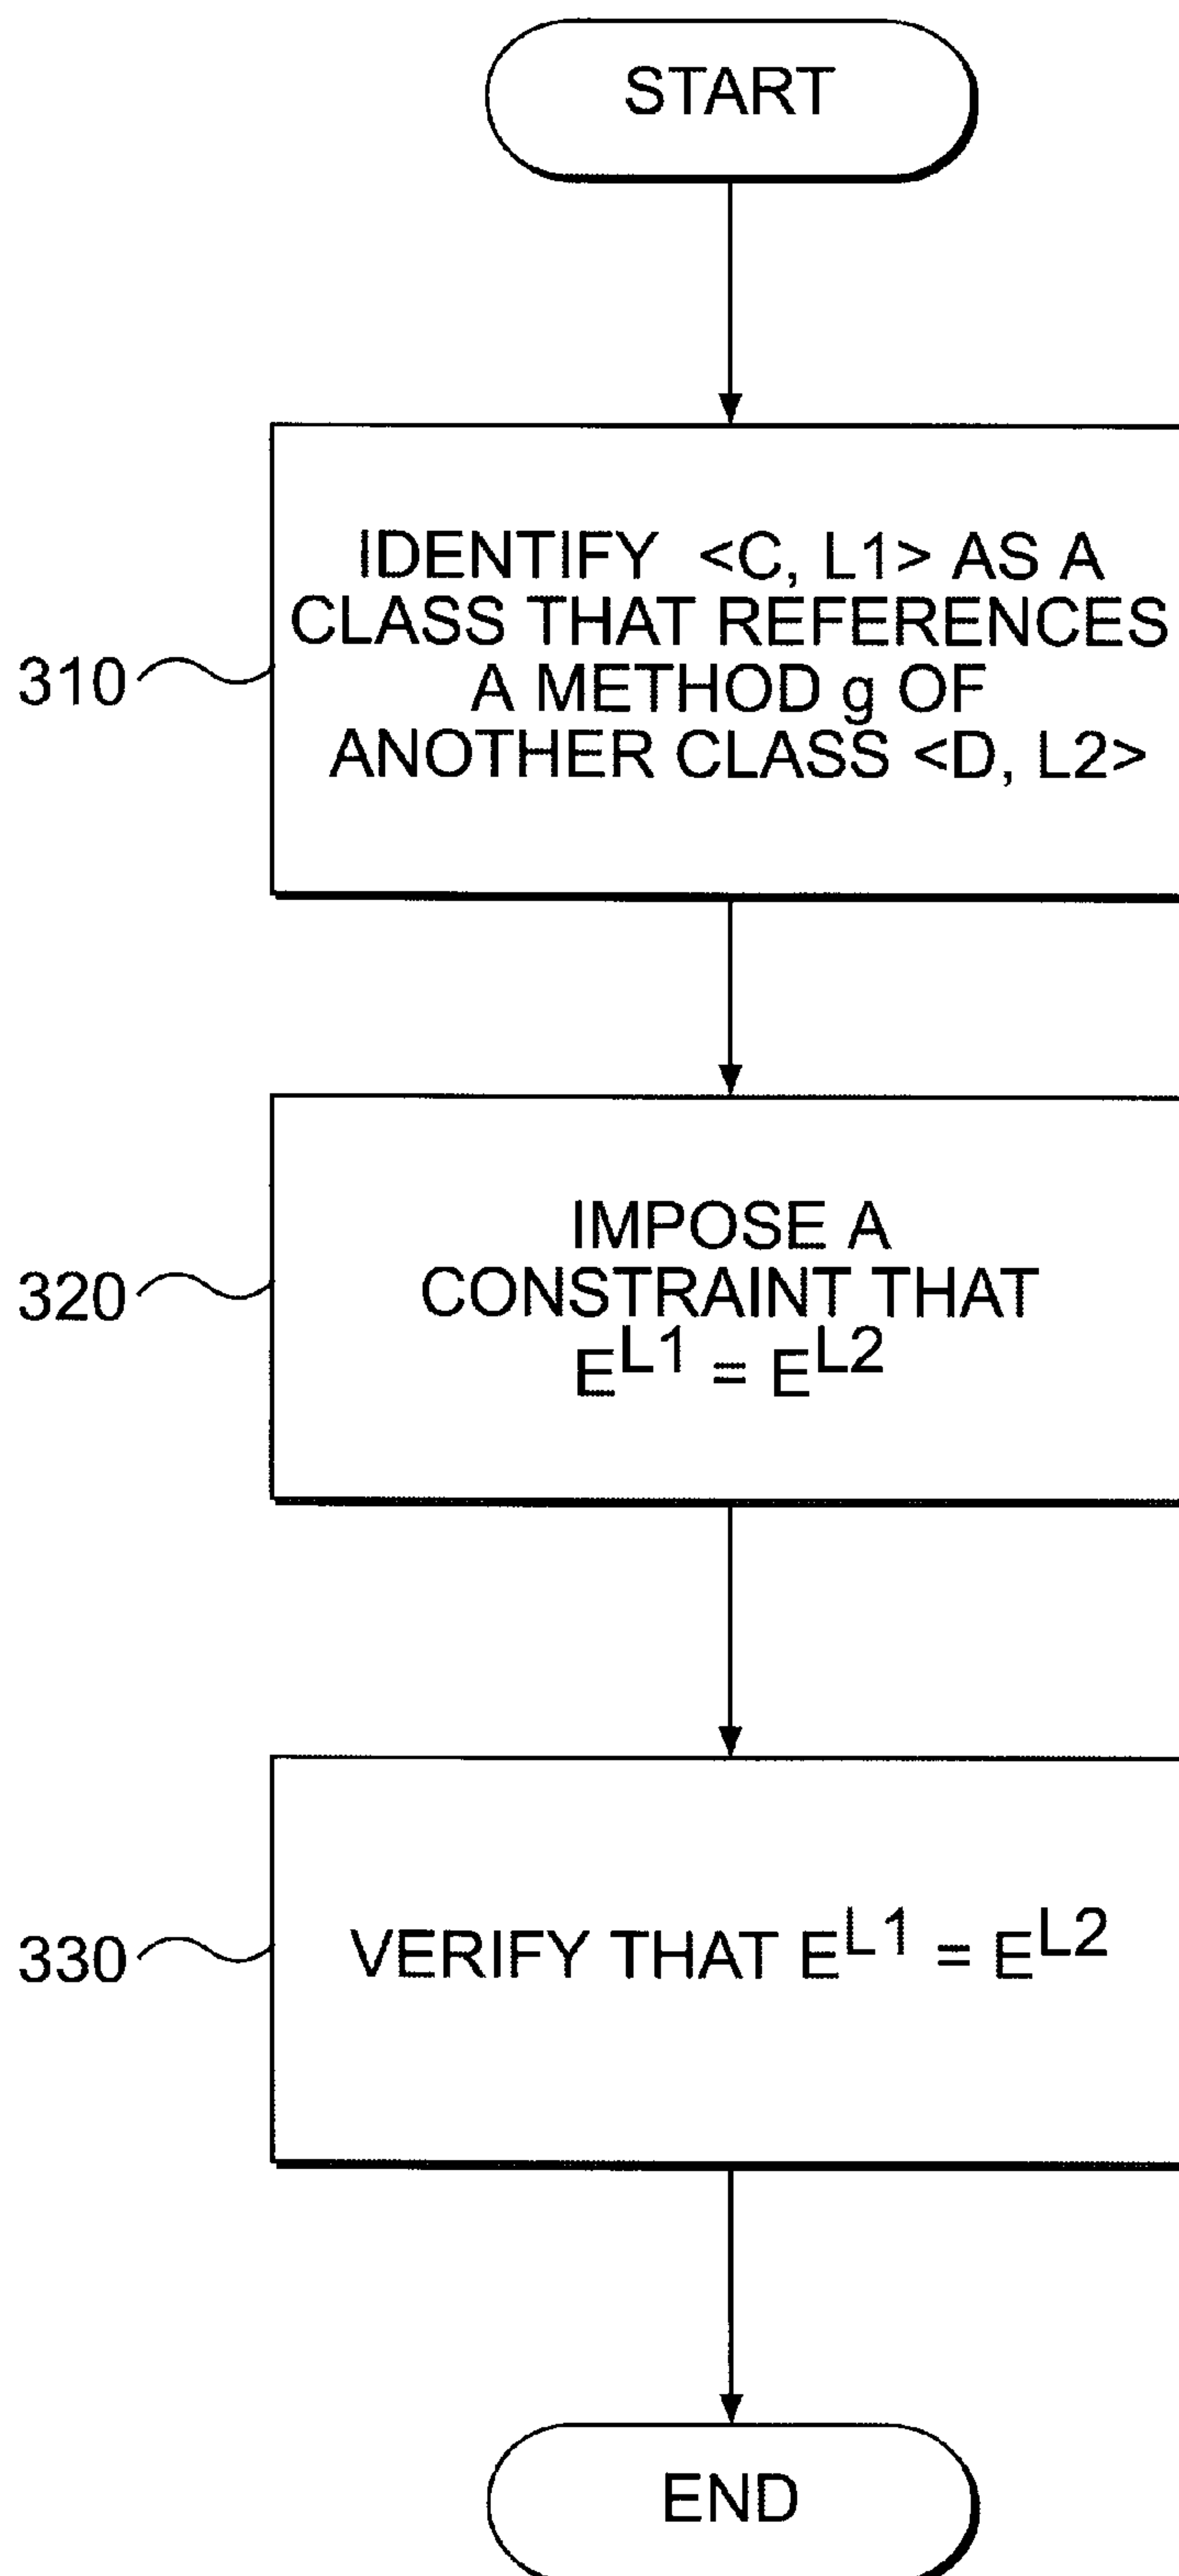 START
310
IDENTIFY <C, L1> AS A
CLASS THAT REFERENCES
A METHOD g OF
ANOTHER CLASS <D, L2>
320
IMPOSE A
CONSTRAINT THAT
E^L1 = E^L2
330
VERIFY THAT E^L1 = E^L2
END